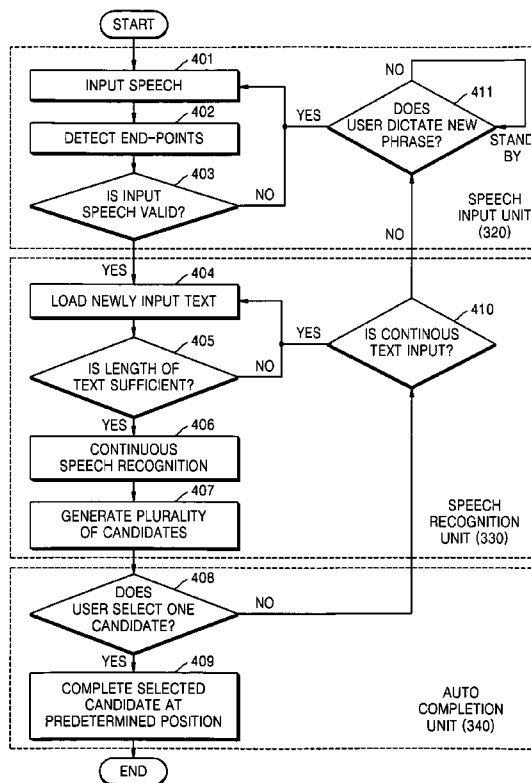 START
401
INPUT SPEECH
402
DETECT END-POINTS
403
IS INPUT
SPEECH VALID?
NO
YES
NO
411
DOES
USER DICTATE NEW
PHRASE?
STAND
BY
SPEECH
INPUT UNIT
(320)
NO
YES
404
LOAD NEWLY INPUT TEXT
405
IS LENGTH OF
TEXT SUFFICIENT?
NO
YES
410
IS CONTINOUS
TEXT INPUT?
YES
406
CONTINUOUS
SPEECH RECOGNITION
407
GENERATE PLURALITY
OF CANDIDATES
SPEECH
RECOGNITION
UNIT (330)
408
DOES
USER SELECT ONE
CANDIDATE?
NO
YES
409
COMPLETE SELECTED
CANDIDATE AT
PREDETERMINED POSITION
AUTO
COMPLETION
UNIT (340)
END